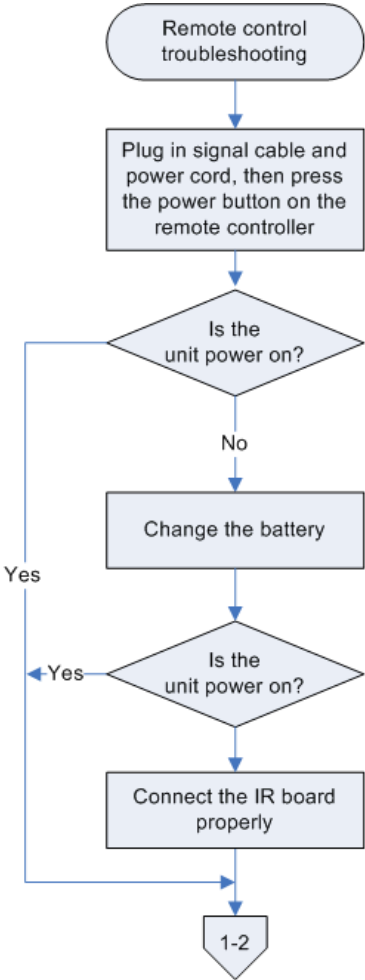 Remote control
troubleshooting
Plug in signal cable and
power cord, then press
the power button on the
remote controller
Is the
unit power on?
No
Change the battery
Yes
Is the
unit power on?
Yes
Connect the IR board
properly
1-2